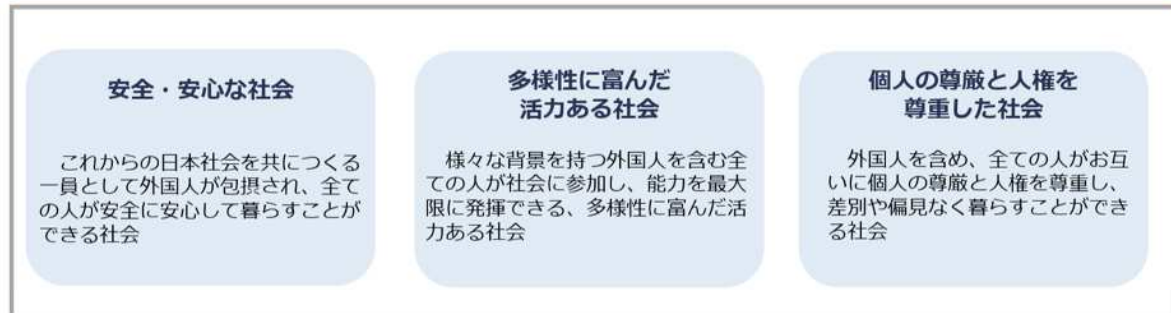 安全・安心な社会
これからの日本社会を共につくる
一員として外国人が包摂され、全て
の人が安全に安心して暮らすことが
できる社会
多様性に富んだ
活力ある社会
様々な背景を持つ外国人を含む全
ての人が社会に参加し、能力を最大
限に発揮できる、多様性に富んだ活
力ある社会
個人の尊厳と人権を
尊重した社会
外国人を含め、全ての人がお互
いに個人の尊厳と人権を尊重し、
差別や偏見なく暮らすことができ
る社会